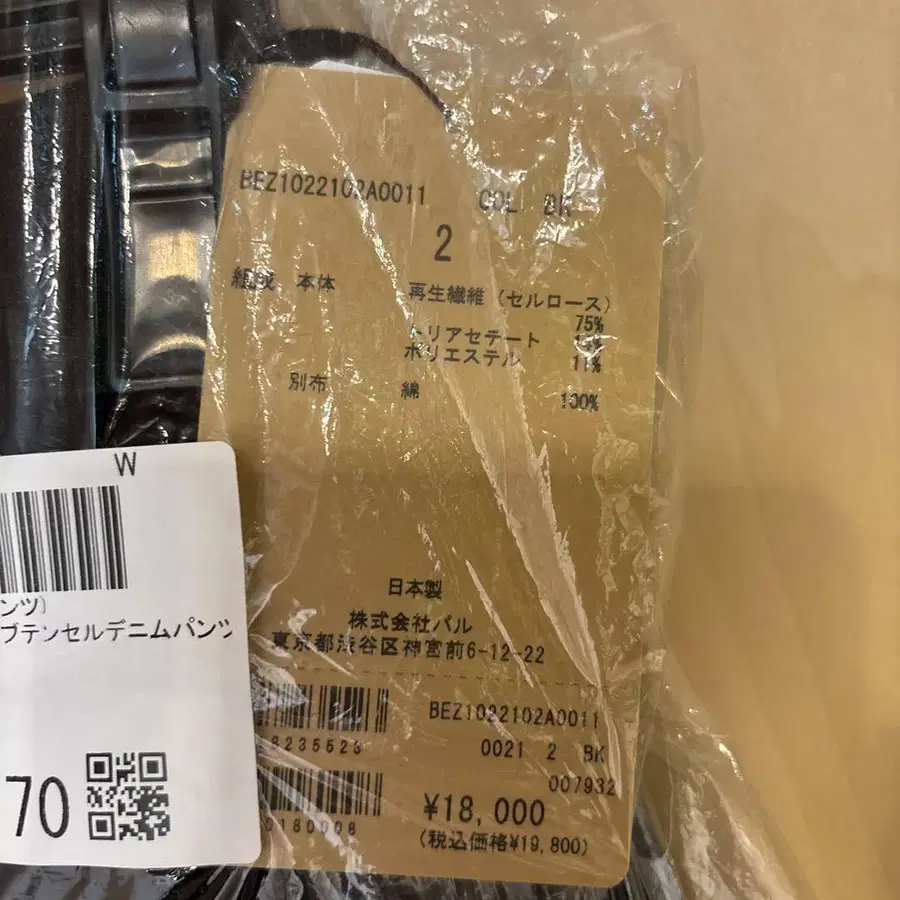 BEZ1022102A0011 COL BK
2
組成 本体 再生繊維（セルロース）
75%
トリアセテート
ポリエステル 11%
別布 綿 100%
日本製
株式会社パル
東京都渋谷区神宮前6-12-22
BEZ1022102A0011
8235523
0021 2 BK
007932
¥18,000
0180008
(税込価格¥19,800)
W
ンツ)
ブテンセルデニムパンツ
70